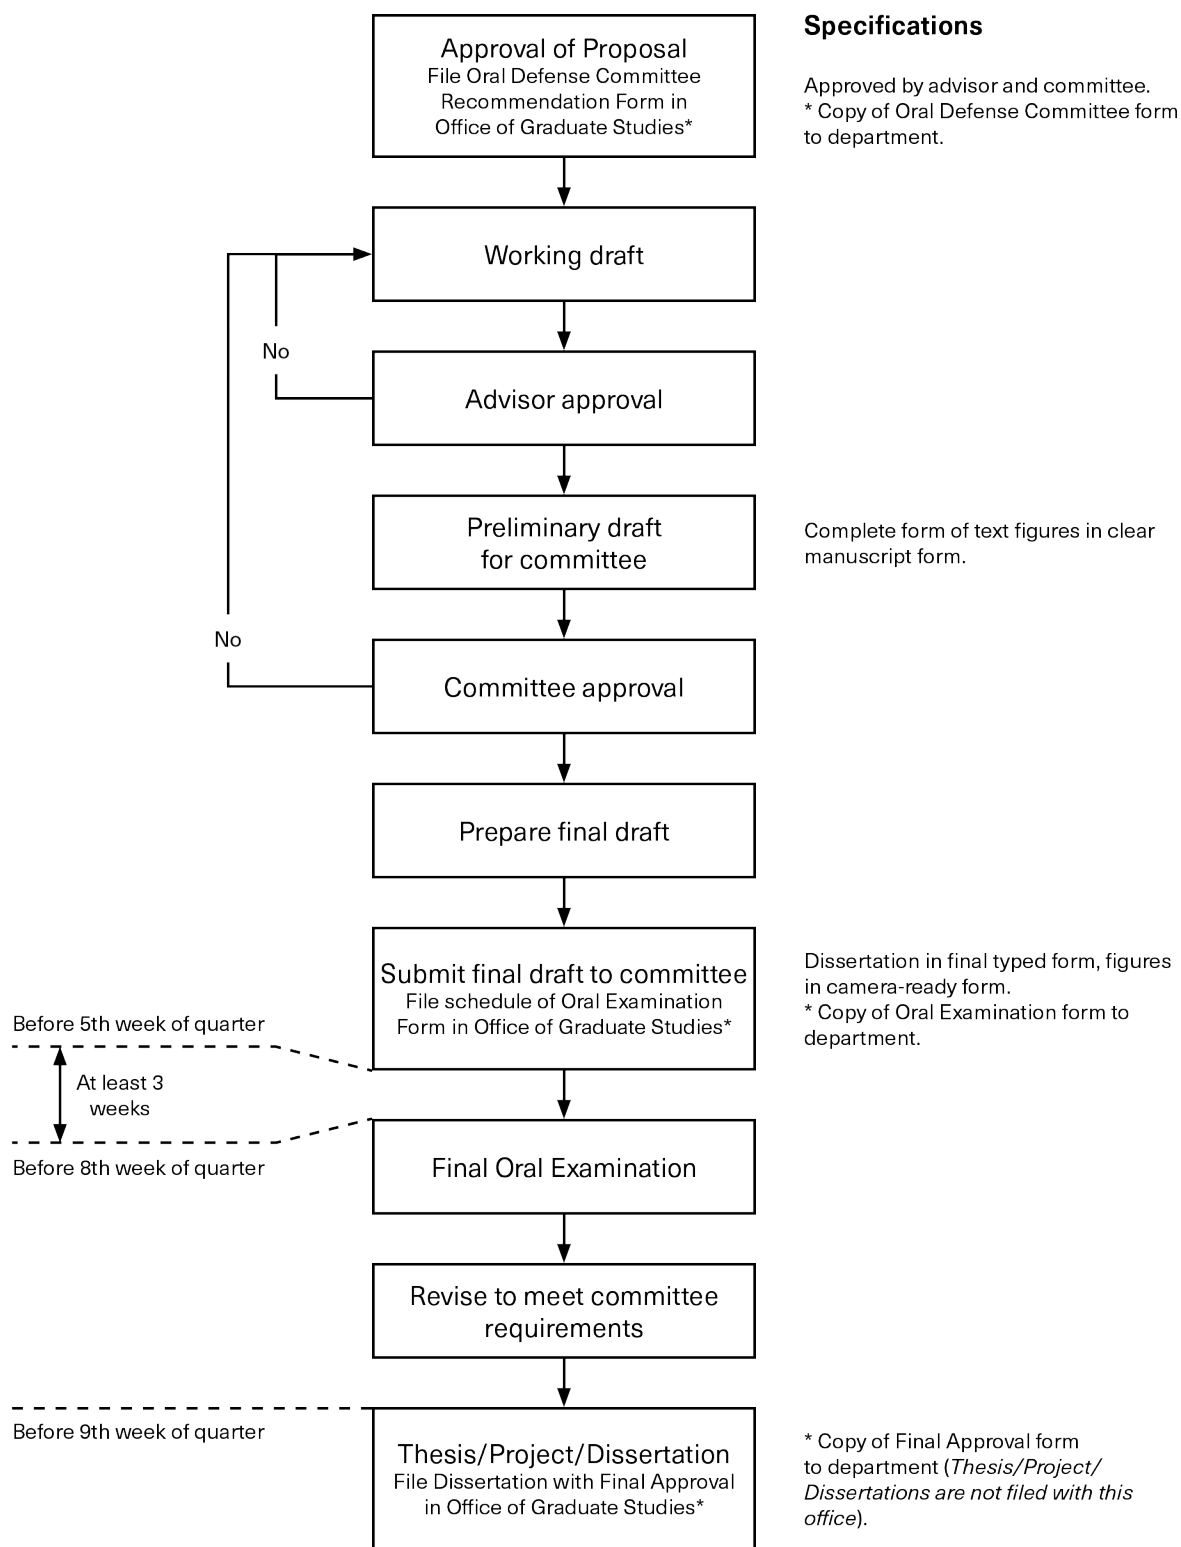 Specifications
Approval of Proposal
File Oral Defense Committee
Recommendation Form in
Office of Graduate Studies*
Approved by advisor and committee.
* Copy of Oral Defense Committee form
to department.
Working draft
No
Advisor approval
Preliminary draft
for committee
Complete form of text figures in clear
manuscript form.
No
Committee approval
Prepare final draft
Submit final draft to committee
File schedule of Oral Examination
Form in Office of Graduate Studies*
Dissertation in final typed form, figures
in camera-ready form.
* Copy of Oral Examination form to
department.
Before 5th week of quarter
At least 3
weeks
Before 8th week of quarter
Final Oral Examination
Revise to meet committee
requirements
Before 9th week of quarter
Thesis/Project/Dissertation
File Dissertation with Final Approval
in Office of Graduate Studies*
* Copy of Final Approval form
to department (Thesis/Project/
Dissertations are not filed with this
office).